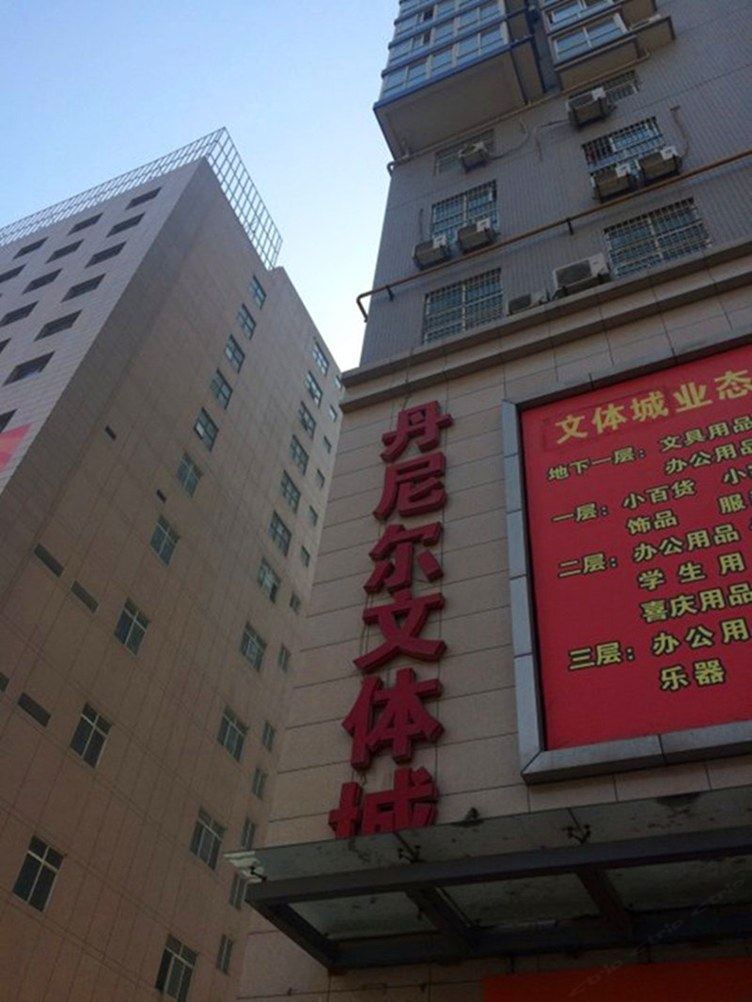 丹尼尔文体城
文体城业态
地下一层：文具用品
办公用品
一层：小百货 小
饰品 服
二层：办公用品
学生用
喜庆用品
三层：办公用
乐器